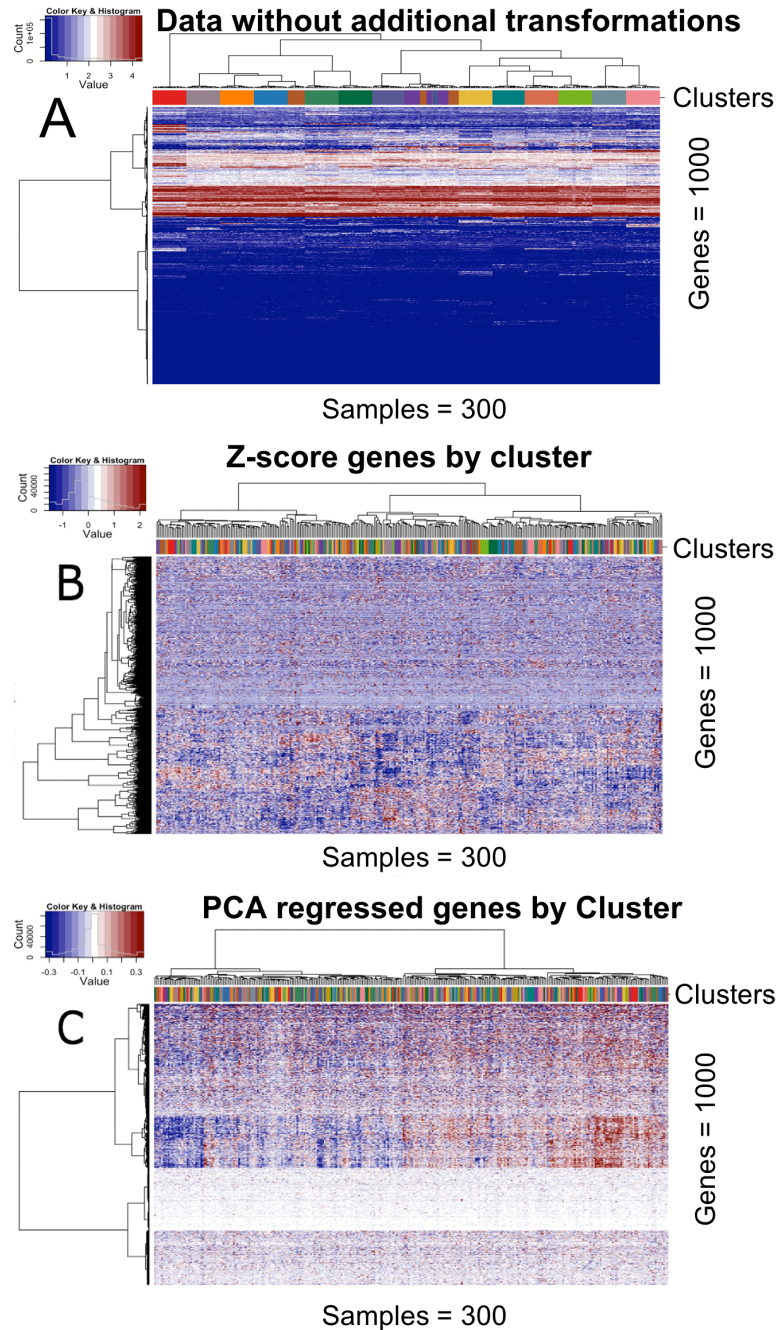 Data without additional transformations
Color Key & Histogram
Count
0 1e+05
1 2 3 4
Value
Clusters
A
Genes = 1000
Samples = 300
Z-score genes by cluster
Color Key & Histogram
Count
0 40000
-1 0 1 2
Value
Clusters
B
Genes = 1000
Samples = 300
PCA regressed genes by Cluster
Color Key & Histogram
Count
0 40000
-0.3 -0.1 0.1 0.3
Value
Clusters
C
Genes = 1000
Samples = 300